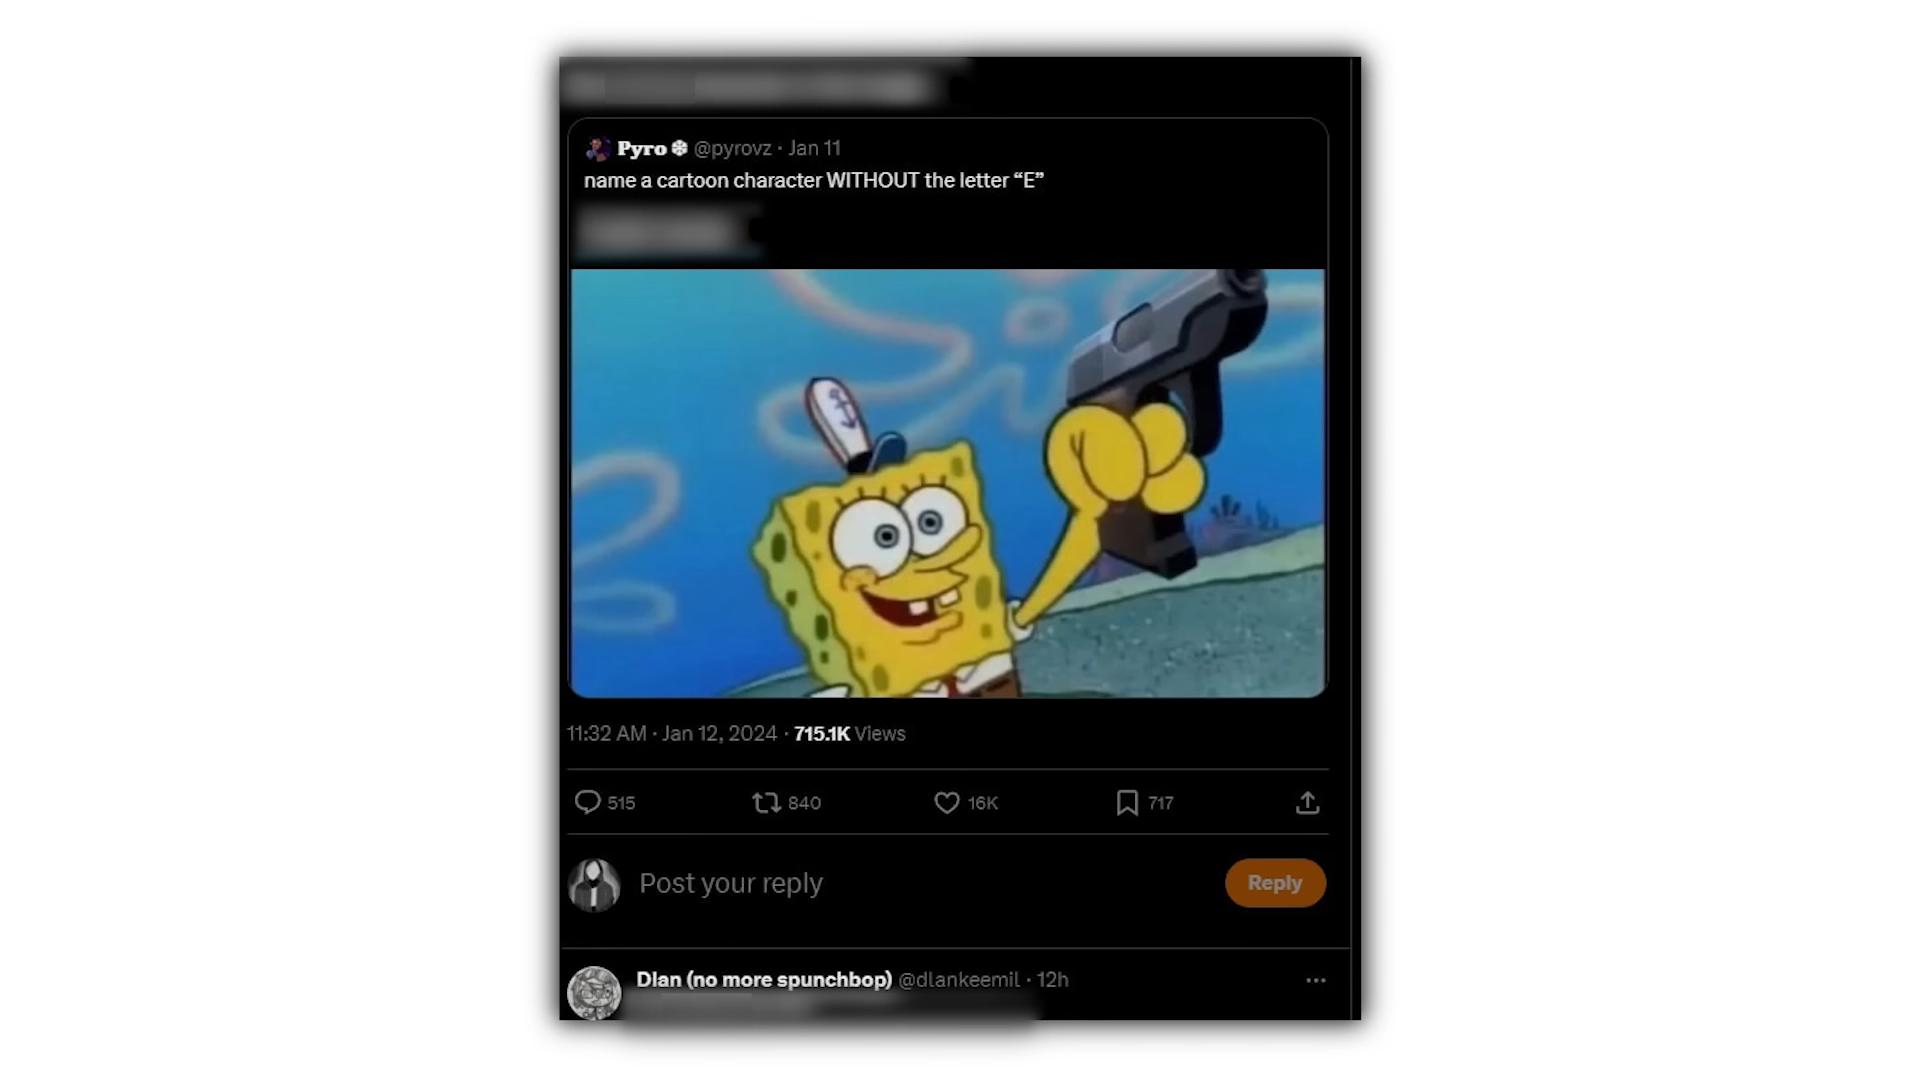 Pyro @pyrovz · Jan 11
name a cartoon character WITHOUT the letter “E”
11:32 AM · Jan 12, 2024 · 715.1K Views
515 840 16K 717
Post your reply Reply
Dlan (no more spunchbop) @dlankeemil · 12h